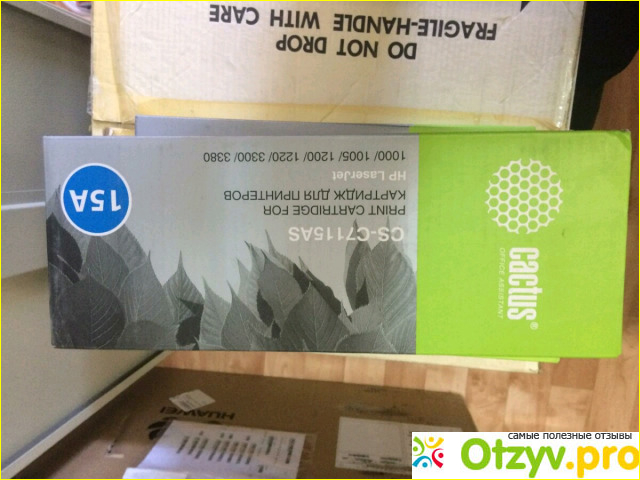 FRAGILE-HANDLE WITH CARE
DO NOT DROP
15A
CS-C7115AS
PRINT CARTRIDGE FOR
КАРТРИДЖ ДЛЯ ПРИНТЕРОВ
HP LaserJet
1000/ 1005/ 1200/ 1220/ 3300/ 3380
cactus®
OFFICE ASSISTANT
HUAWEI
самые полезные отзывы
Otzyv.pro